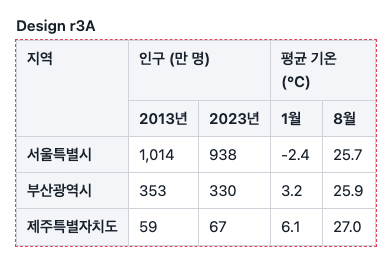 Design r3A
지역 인구 (만 명) 평균 기온
(°C)
2013년 2023년 1월 8월
서울특별시 1,014 938 -2.4 25.7
부산광역시 353 330 3.2 25.9
제주특별자치도 59 67 6.1 27.0